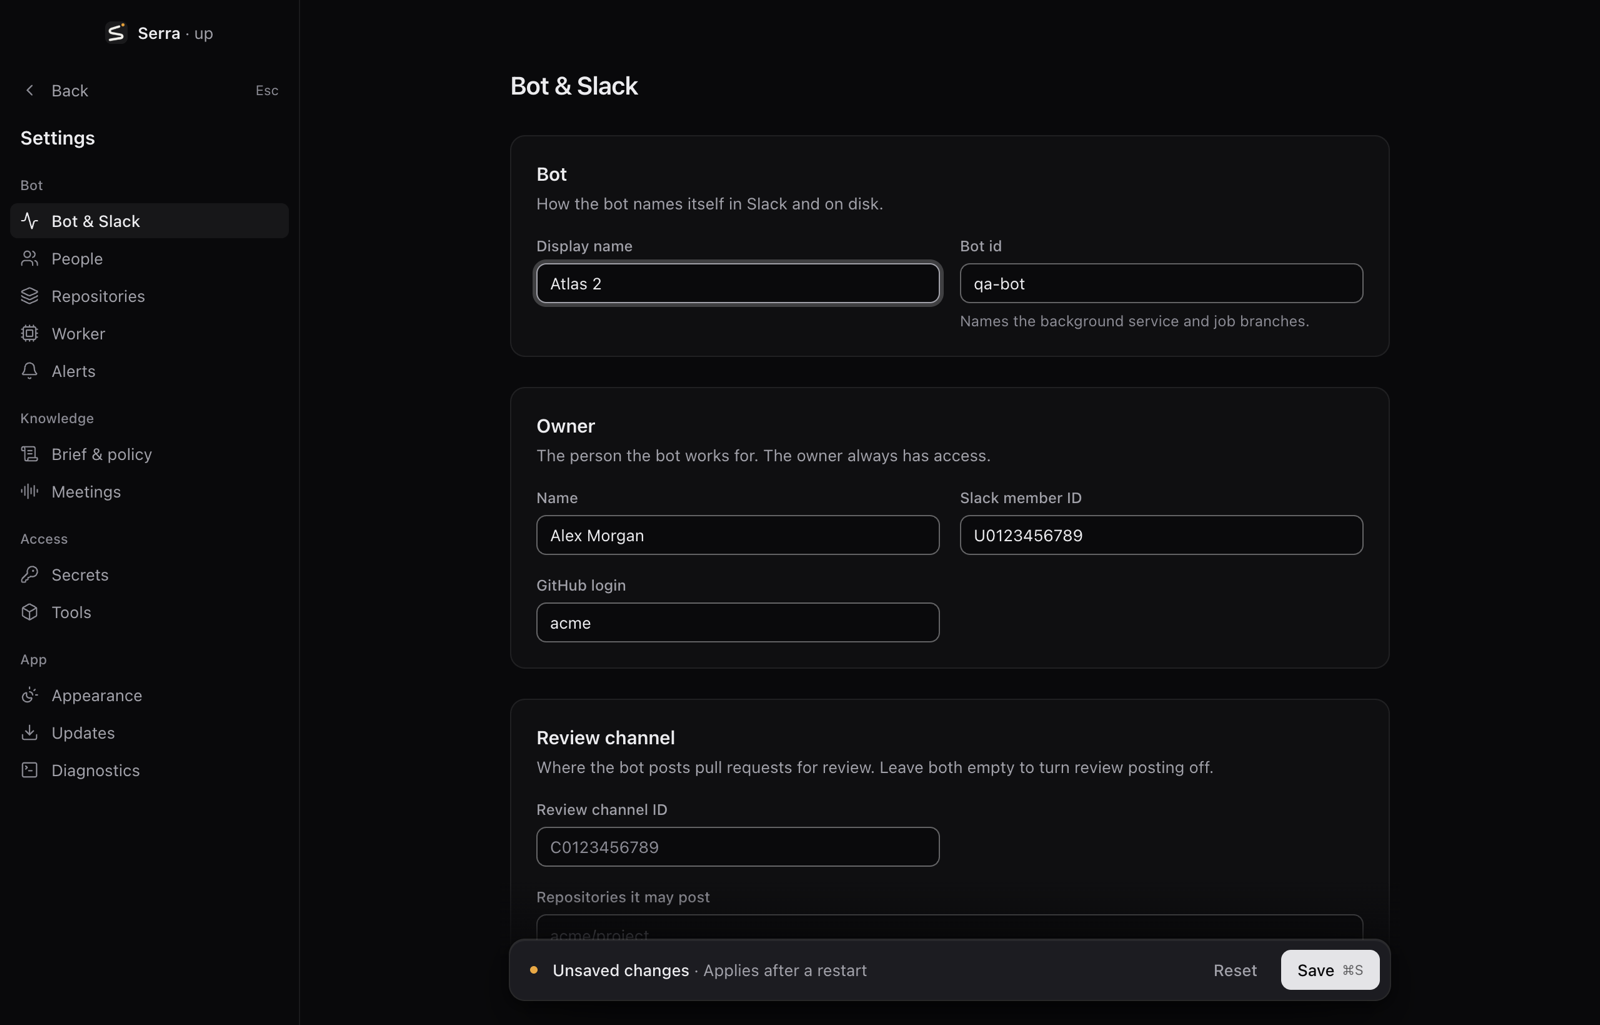 Serra · up
Back Esc
Settings
Bot
Bot & Slack
People
Repositories
Worker
Alerts
Knowledge
Brief & policy
Meetings
Access
Secrets
Tools
App
Appearance
Updates
Diagnostics
Bot & Slack
Bot
How the bot names itself in Slack and on disk.
Display name
Atlas 2
Bot id
qa-bot
Names the background service and job branches.
Owner
The person the bot works for. The owner always has access.
Name
Alex Morgan
Slack member ID
U0123456789
GitHub login
acme
Review channel
Where the bot posts pull requests for review. Leave both empty to turn review posting off.
Review channel ID
C0123456789
Repositories it may post
acme/project
Unsaved changes · Applies after a restart
Reset
Save ⌘S